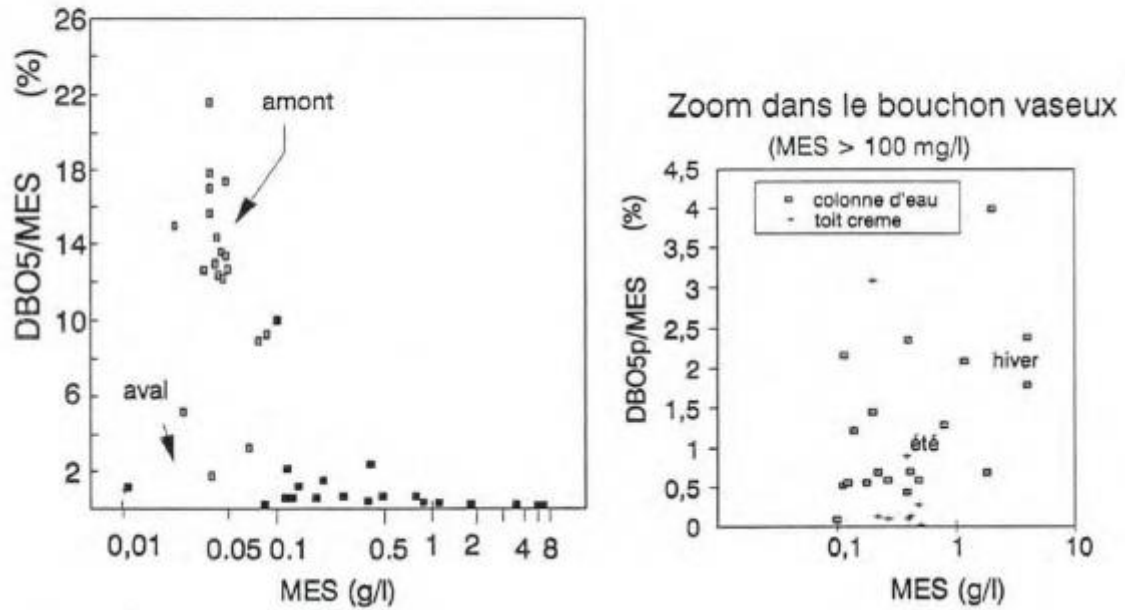 26
22
18
14
10
6
2
DBO5/MES (%)
amont
aval
0,01
0.05
0.1
0.5
1
2
4
8
MES (g/l)
Zoom dans le bouchon vaseux
(MES > 100 mg/l)
4,5
4
3,5
3
2,5
2
1,5
1
0,5
0
DBO5p/MES (%)
colonne d'eau
toit creme
hiver
été
0,1
1
10
MES (g/l)